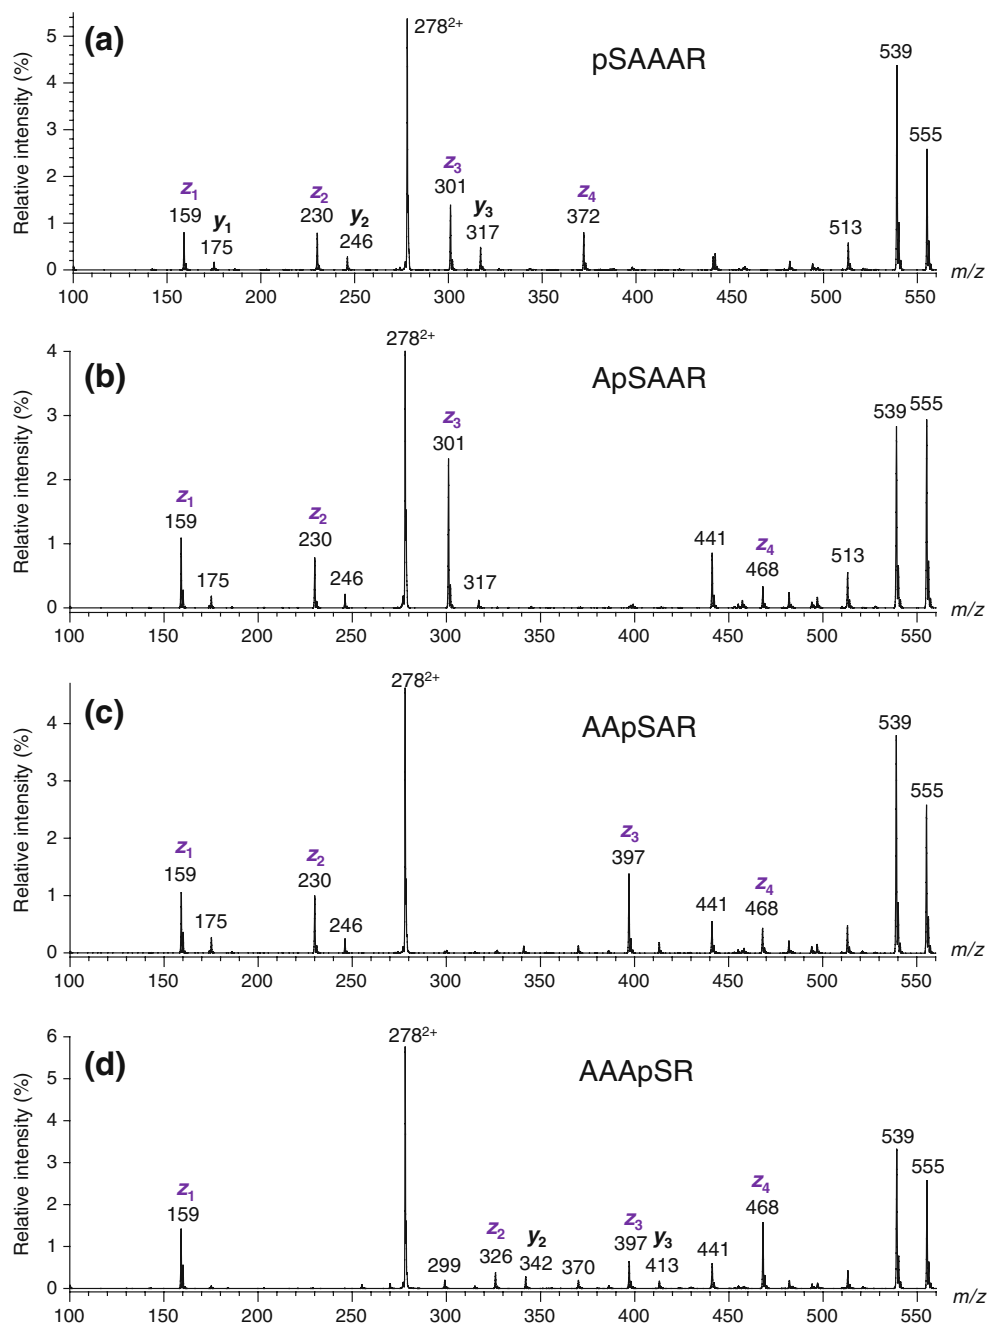 (a)
pSAAAR
Relative intensity (%)
5
4
3
2
1
0
278²⁺
539
555
z₁
159
y₁
175
z₂
230
y₂
246
z₃
301
y₃
317
z₄
372
513
100 150 200 250 300 350 400 450 500 550
m/z
(b)
ApSAAR
Relative intensity (%)
4
3
2
1
0
278²⁺
z₃
301
539 555
z₁
159
175
z₂
230
246
317
441
z₄
468
513
100 150 200 250 300 350 400 450 500 550
m/z
(c)
AApSAR
Relative intensity (%)
4
3
2
1
0
278²⁺
539
555
z₁
159
175
z₂
230
246
z₃
397
441
z₄
468
100 150 200 250 300 350 400 450 500 550
m/z
(d)
AAApSR
Relative intensity (%)
6
5
4
3
2
1
0
278²⁺
539
555
z₁
159
299
z₂
326
y₂
342
370
z₃
397
y₃
413
441
z₄
468
100 150 200 250 300 350 400 450 500 550
m/z